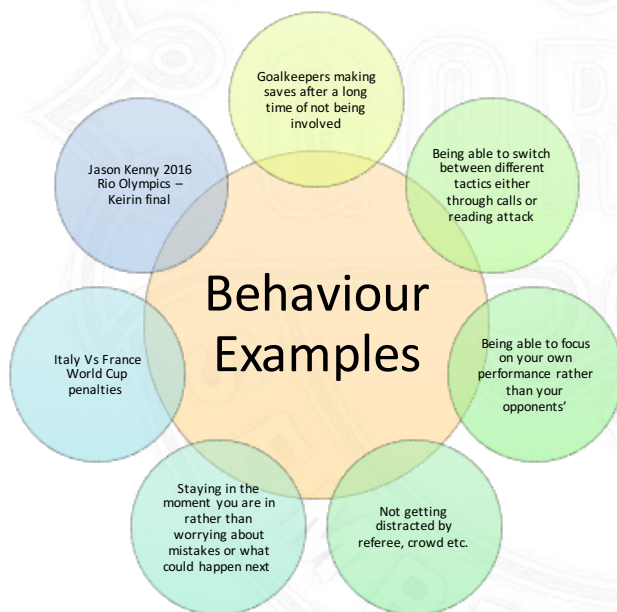 Goalkeepers making
saves after a long
time of not being
involved
Being able to switch
between different
tactics either
through calls or
reading attack
Being able to focus
on your own
performance rather
than your
opponents’
Not getting
distracted by
referee, crowd etc.
Staying in the
moment you are in
rather than
worrying about
mistakes or what
could happen next
Italy Vs France
World Cup
penalties
Jason Kenny 2016
Rio Olympics –
Keirin final
Behaviour
Examples